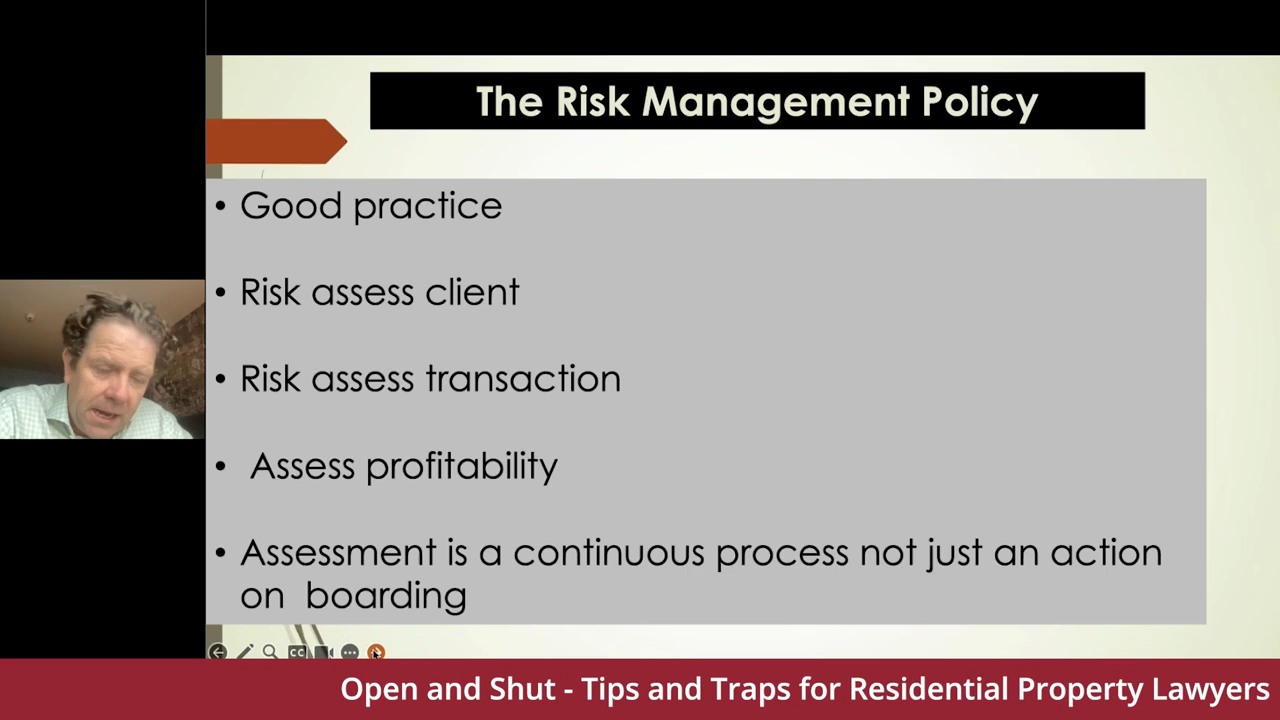 The Risk Management Policy
• Good practice
• Risk assess client
• Risk assess transaction
• Assess profitability
• Assessment is a continuous process not just an action
on boarding
CC
Open and Shut - Tips and Traps for Residential Property Lawyers